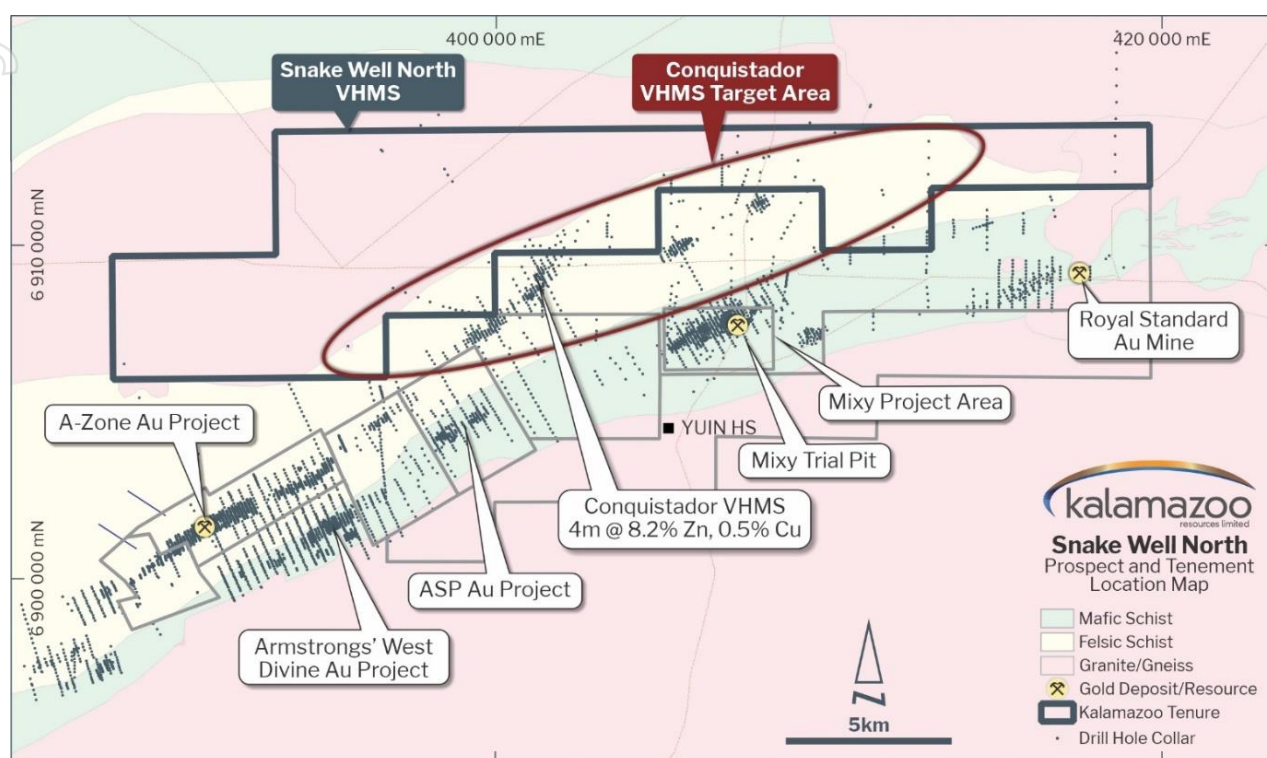 400 000 mE
420 000 mE
Snake Well North
VHMS
Conquistador
VHMS Target Area
6 910 000 mN
Royal Standard
Au Mine
A-Zone Au Project
Mixy Project Area
YUIN HS
Mixy Trial Pit
Conquistador VHMS
4m @ 8.2% Zn, 0.5% Cu
ASP Au Project
6 900 000 mN
Armstrongs' West
Divine Au Project
N
5km
kalamazoo
resources limited
Snake Well North
Prospect and Tenement
Location Map
Mafic Schist
Felsic Schist
Granite/Gneiss
Gold Deposit/Resource
Kalamazoo Tenure
Drill Hole Collar